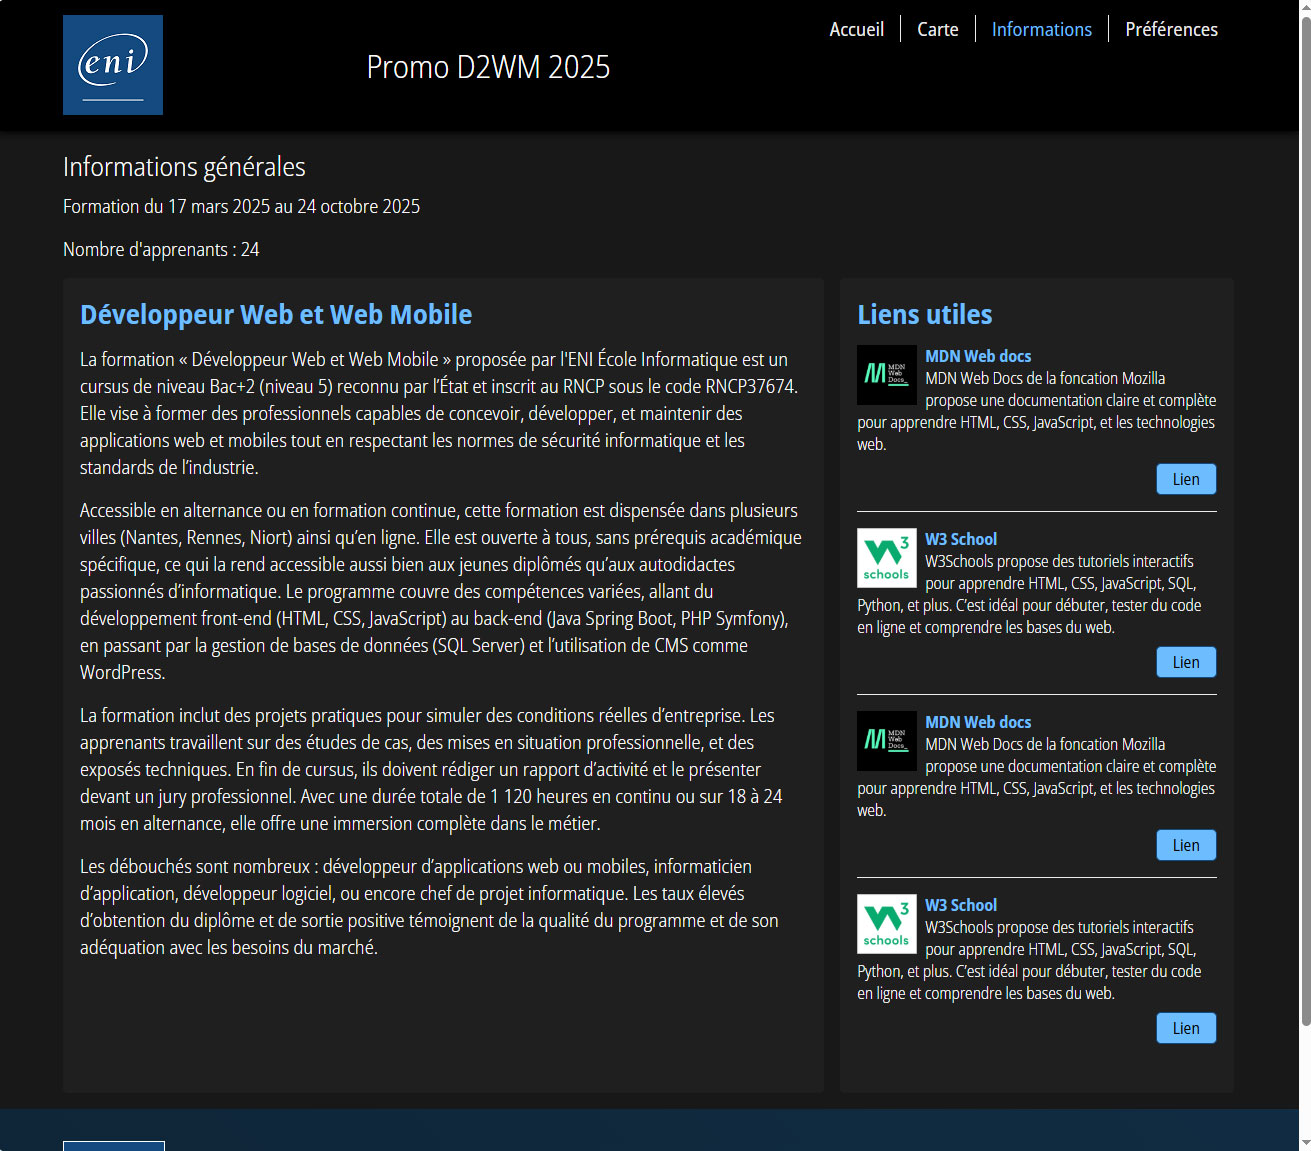 eni
Accueil
Carte
Informations
Préférences
Promo D2WM 2025
Informations générales
Formation du 17 mars 2025 au 24 octobre 2025
Nombre d'apprenants : 24
Développeur Web et Web Mobile
La formation « Développeur Web et Web Mobile » proposée par l'ENI École Informatique est un
cursus de niveau Bac+2 (niveau 5) reconnu par l’État et inscrit au RNCP sous le code RNCP37674.
Elle vise à former des professionnels capables de concevoir, développer, et maintenir des
applications web et mobiles tout en respectant les normes de sécurité informatique et les
standards de l’industrie.
Accessible en alternance ou en formation continue, cette formation est dispensée dans plusieurs
villes (Nantes, Rennes, Niort) ainsi qu’en ligne. Elle est ouverte à tous, sans prérequis académique
spécifique, ce qui la rend accessible aussi bien aux jeunes diplômés qu’aux autodidactes
passionnés d’informatique. Le programme couvre des compétences variées, allant du
développement front-end (HTML, CSS, JavaScript) au back-end (Java Spring Boot, PHP Symfony),
en passant par la gestion de bases de données (SQL Server) et l’utilisation de CMS comme
WordPress.
La formation inclut des projets pratiques pour simuler des conditions réelles d’entreprise. Les
apprenants travaillent sur des études de cas, des mises en situation professionnelle, et des
exposés techniques. En fin de cursus, ils doivent rédiger un rapport d’activité et le présenter
devant un jury professionnel. Avec une durée totale de 1 120 heures en continu ou sur 18 à 24
mois en alternance, elle offre une immersion complète dans le métier.
Les débouchés sont nombreux : développeur d’applications web ou mobiles, informaticien
d’application, développeur logiciel, ou encore chef de projet informatique. Les taux élevés
d’obtention du diplôme et de sortie positive témoignent de la qualité du programme et de son
adéquation avec les besoins du marché.
Liens utiles
MDN
Web
Docs_
MDN Web docs
MDN Web Docs de la foncation Mozilla
propose une documentation claire et complète
pour apprendre HTML, CSS, JavaScript, et les technologies
web.
Lien
W3
schools
W3 School
W3Schools propose des tutoriels interactifs
pour apprendre HTML, CSS, JavaScript, SQL,
Python, et plus. C’est idéal pour débuter, tester du code
en ligne et comprendre les bases du web.
Lien
MDN
Web
Docs_
MDN Web docs
MDN Web Docs de la foncation Mozilla
propose une documentation claire et complète
pour apprendre HTML, CSS, JavaScript, et les technologies
web.
Lien
W3
schools
W3 School
W3Schools propose des tutoriels interactifs
pour apprendre HTML, CSS, JavaScript, SQL,
Python, et plus. C’est idéal pour débuter, tester du code
en ligne et comprendre les bases du web.
Lien